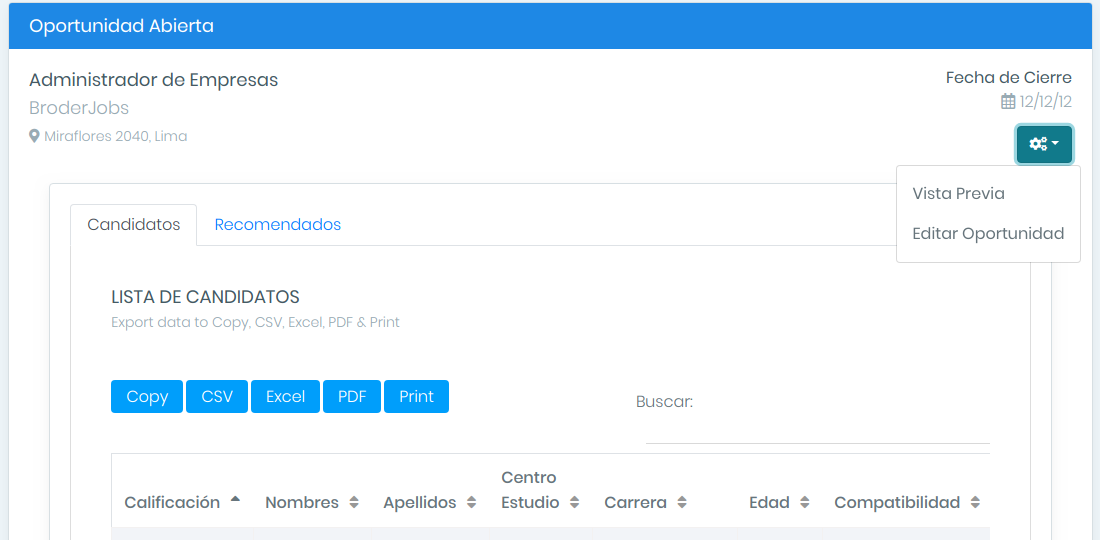 Oportunidad Abierta
Administrador de Empresas
BroderJobs
Miraflores 2040, Lima
Fecha de Cierre
12/12/12
Vista Previa
Editar Oportunidad
Candidatos
Recomendados
LISTA DE CANDIDATOS
Export data to Copy, CSV, Excel, PDF & Print
Copy
CSV
Excel
PDF
Print
Buscar:
Calificación
Nombres
Apellidos
Centro
Estudio
Carrera
Edad
Compatibilidad